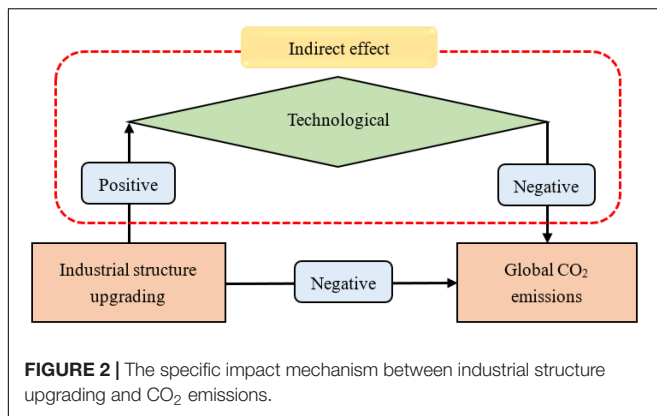 Indirect effect
Technological
Positive
Negative
Industrial structure
upgrading
Negative
Global CO₂
emissions
FIGURE 2 | The specific impact mechanism between industrial structure
upgrading and CO₂ emissions.